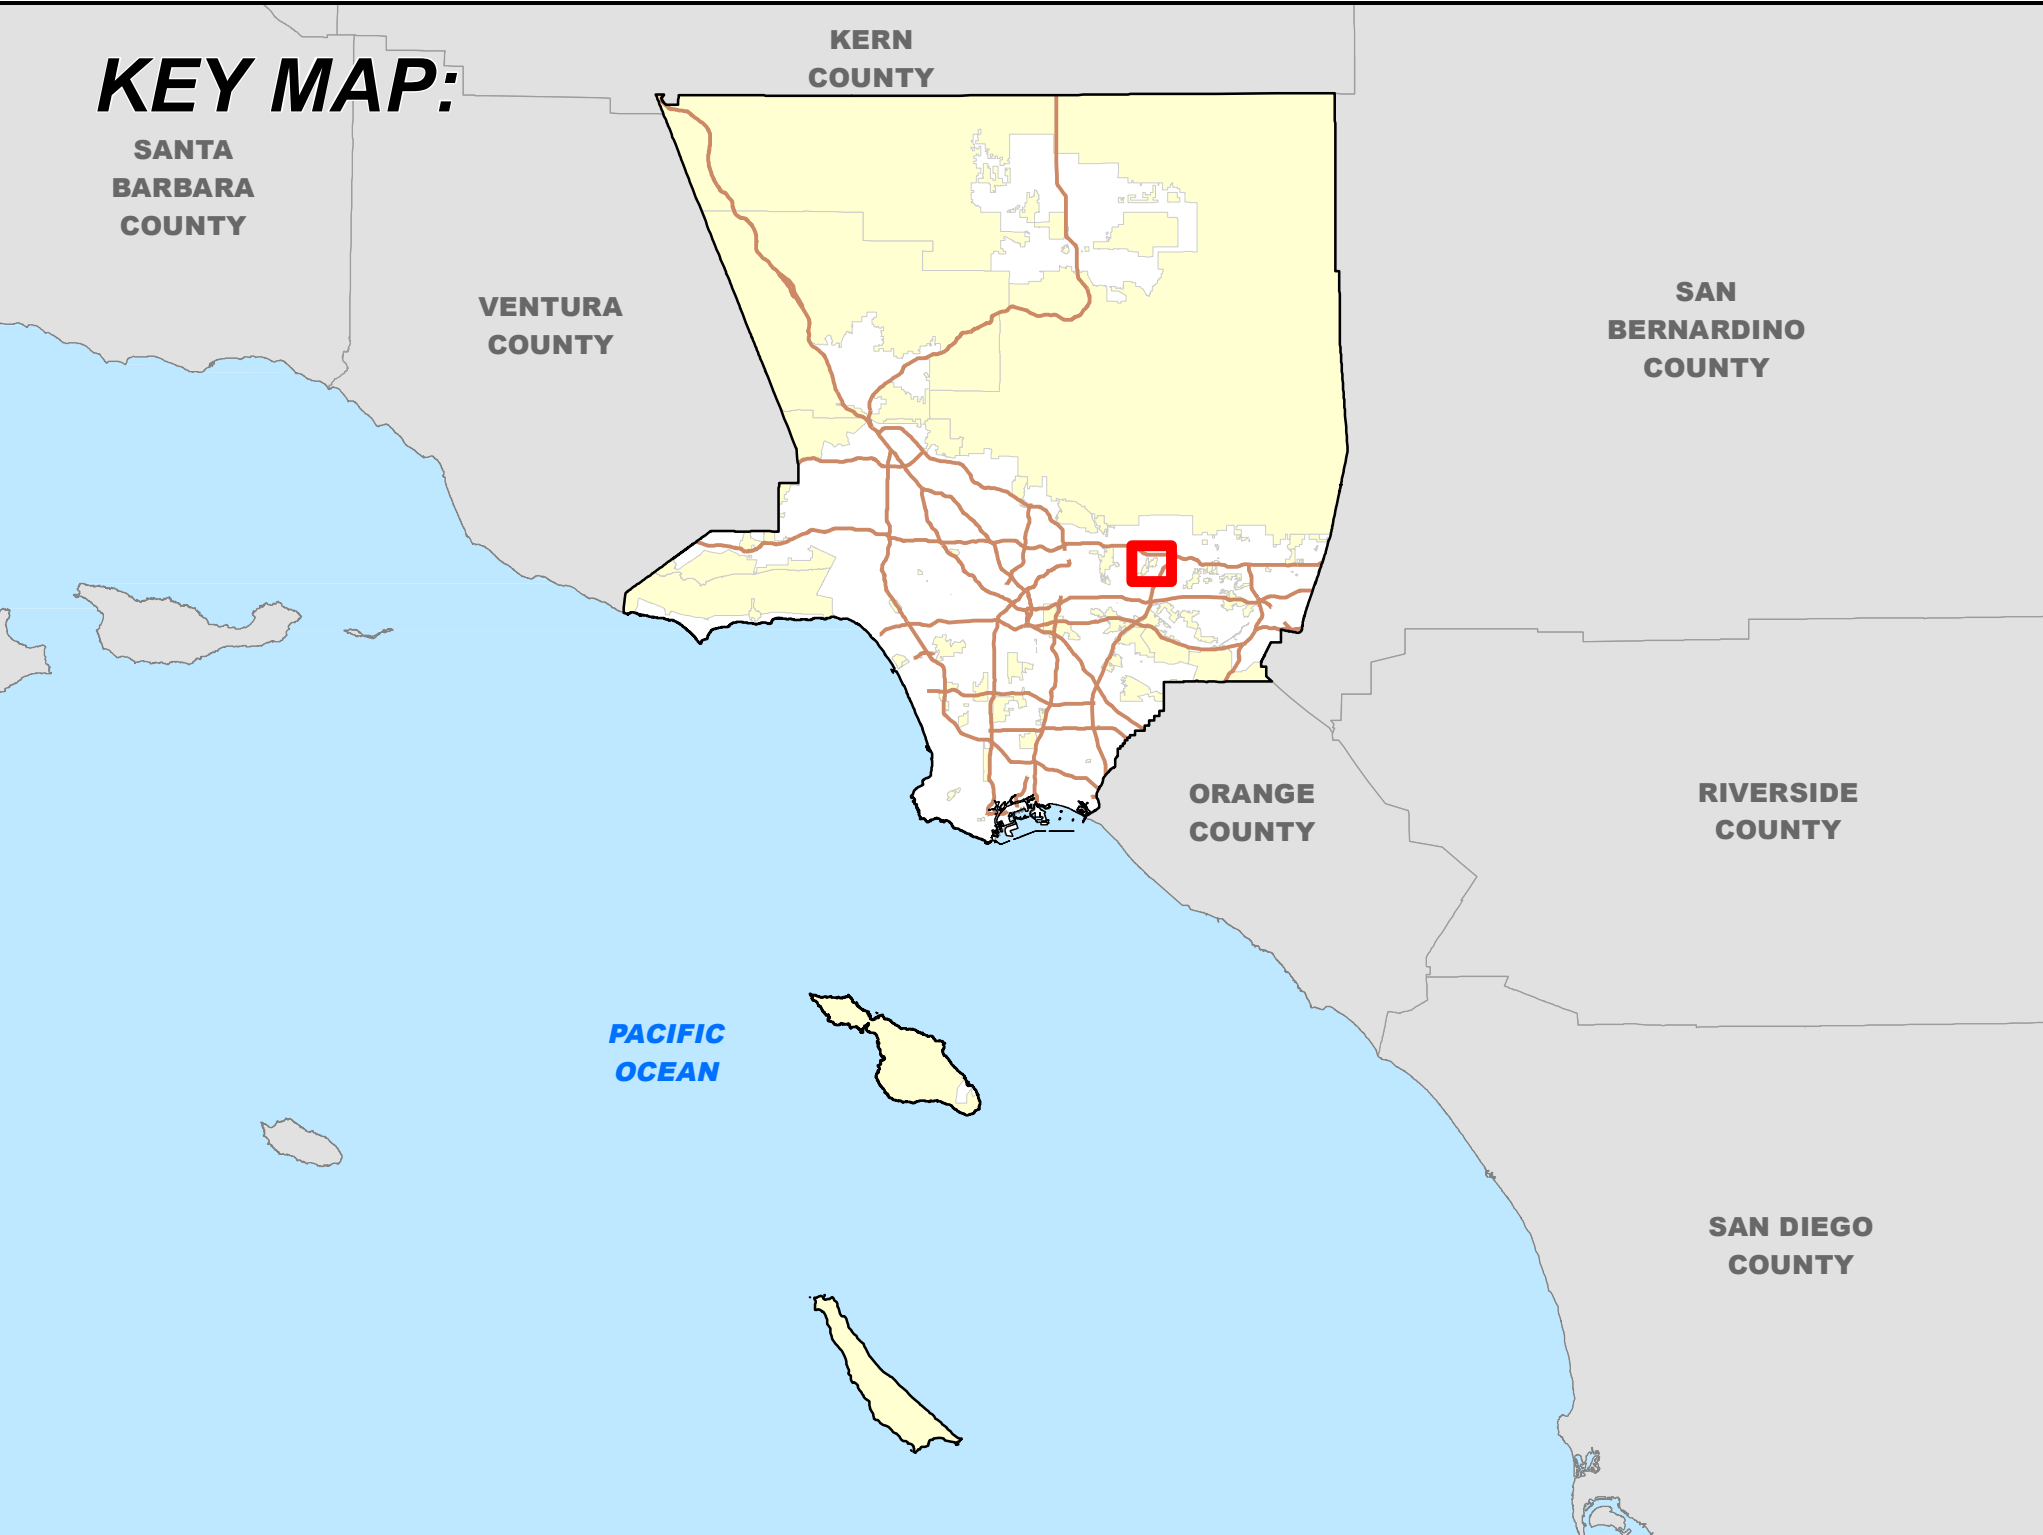 KEY MAP:
KERN
COUNTY
SANTA
BARBARA
COUNTY
VENTURA
COUNTY
SAN
BERNARDINO
COUNTY
ORANGE
COUNTY
RIVERSIDE
COUNTY
PACIFIC
OCEAN
SAN DIEGO
COUNTY